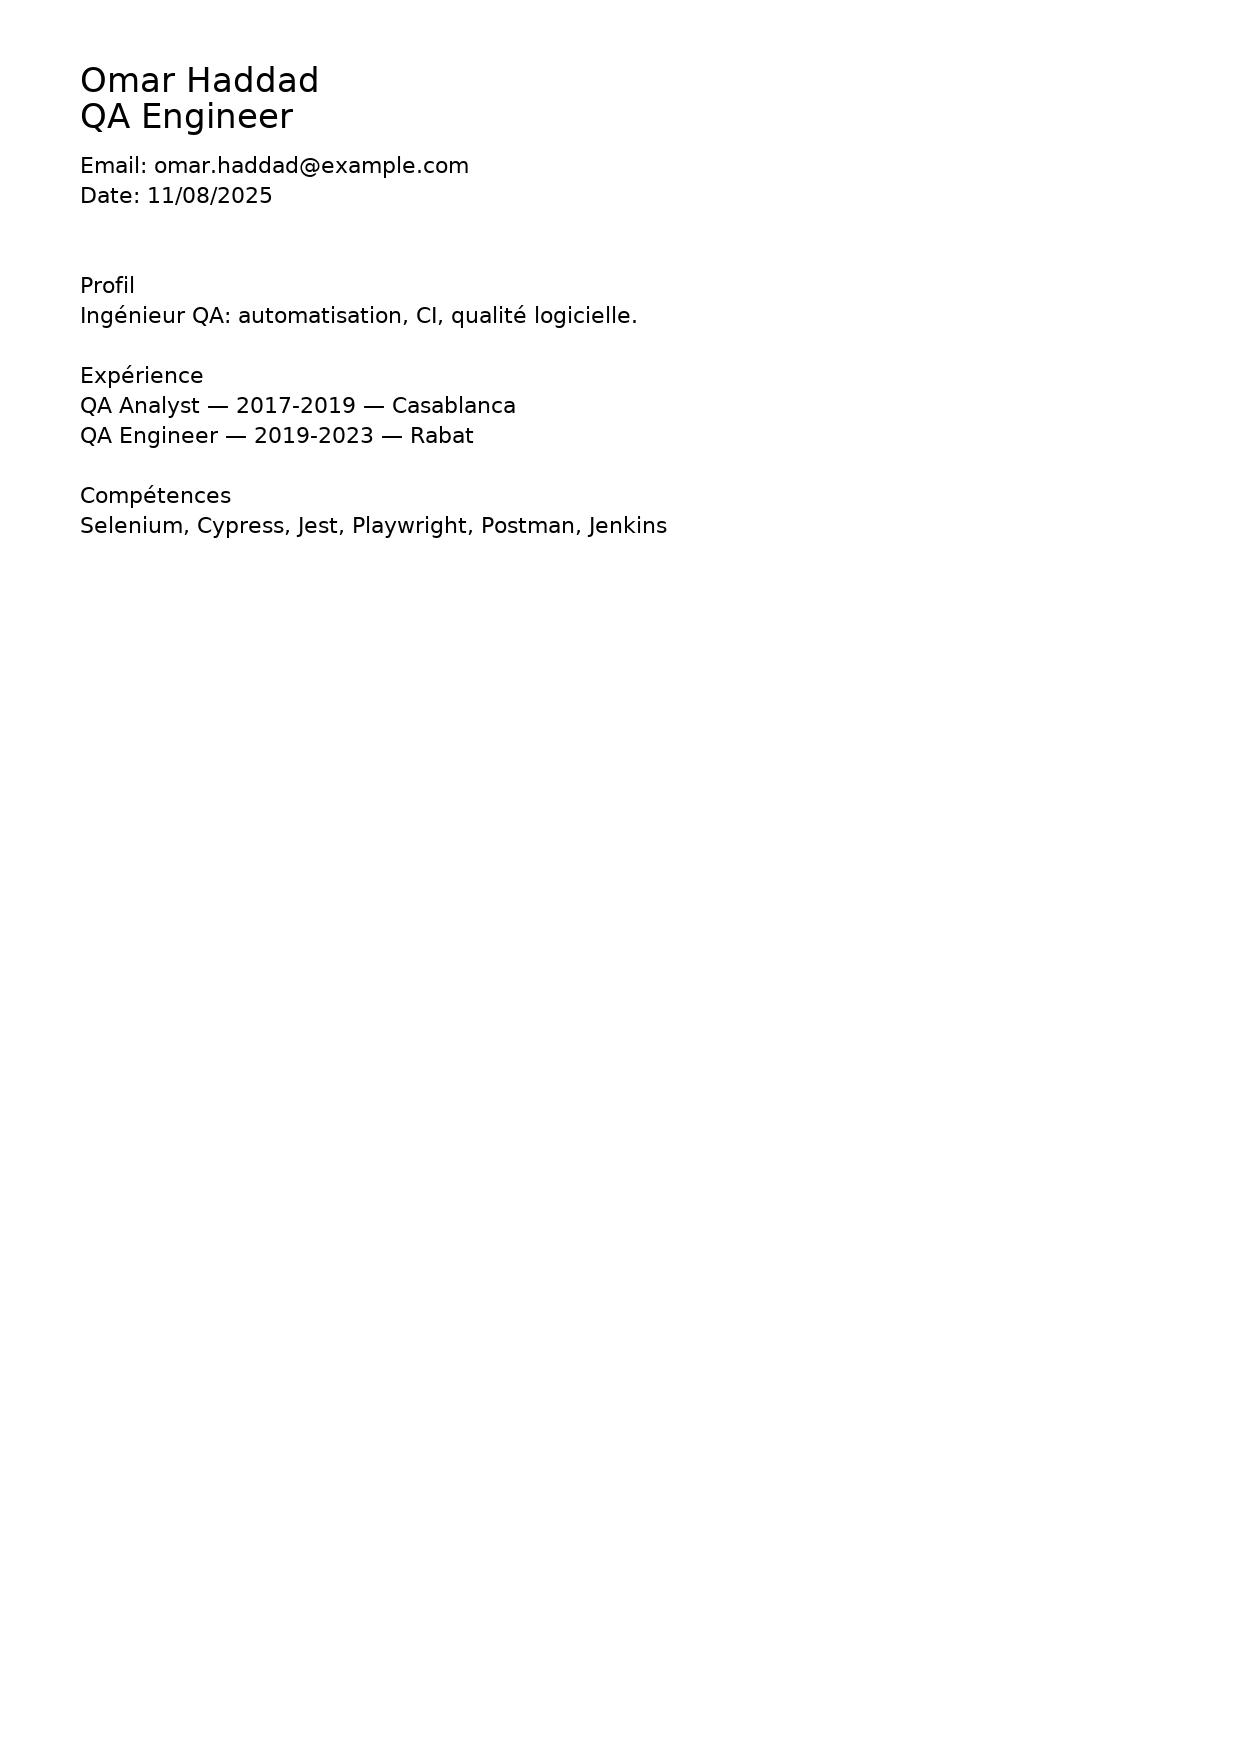 Omar Haddad
QA Engineer
Email: omar.haddad@example.com
Date: 11/08/2025
Profil
Ingénieur QA: automatisation, CI, qualité logicielle.
Expérience
QA Analyst — 2017-2019 — Casablanca
QA Engineer — 2019-2023 — Rabat
Compétences
Selenium, Cypress, Jest, Playwright, Postman, Jenkins